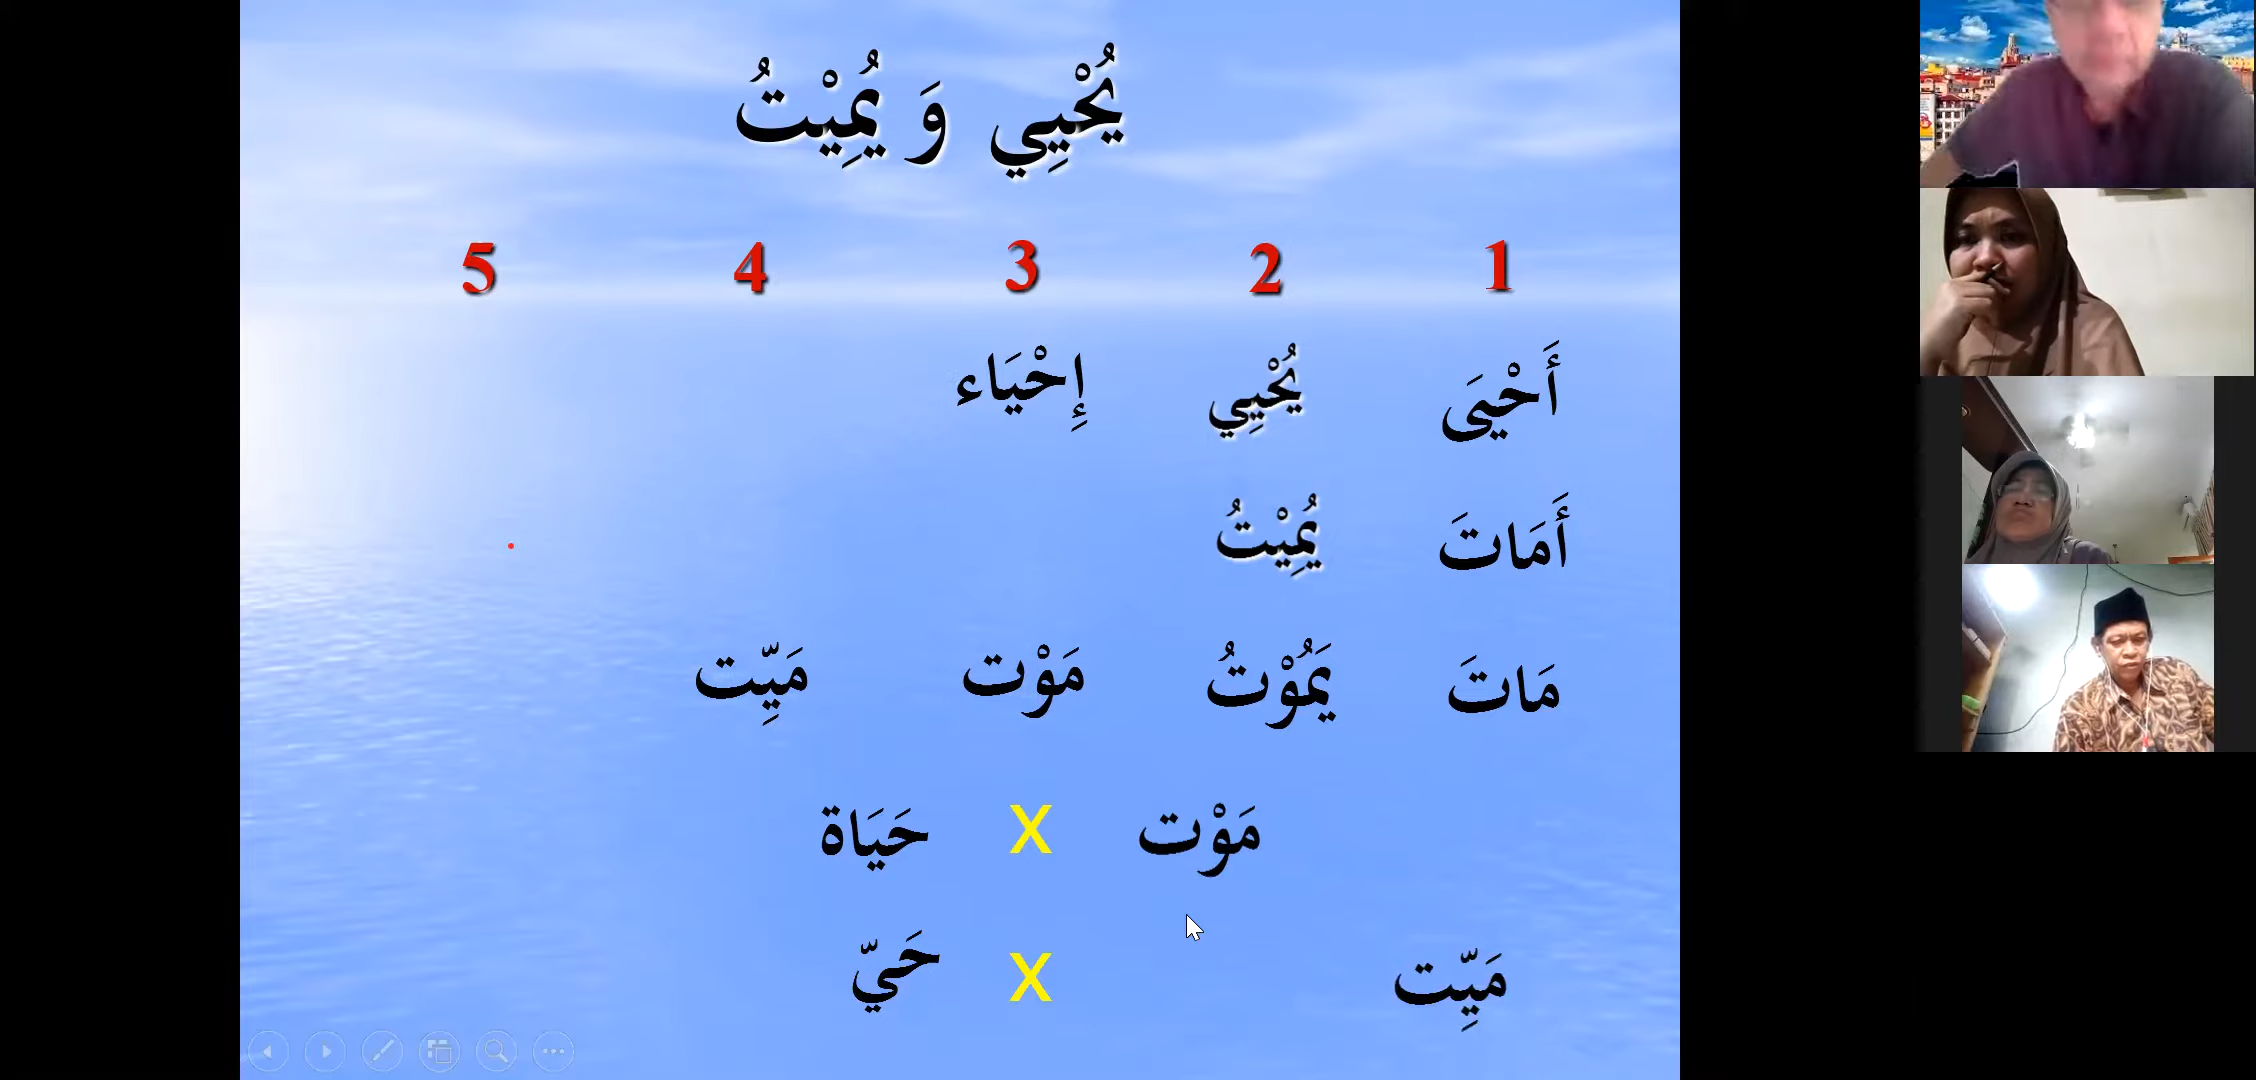 يُحْيِي وَ يُمِيْتُ
1 2 3 4 5
أَحْيَى يُحْيِي إِحْيَاء
أَمَاتَ يُمِيْتُ
مَاتَ يَمُوْتُ مَوْت مَيِّت
مَوْت X حَيَاة
مَيِّت X حَيّ